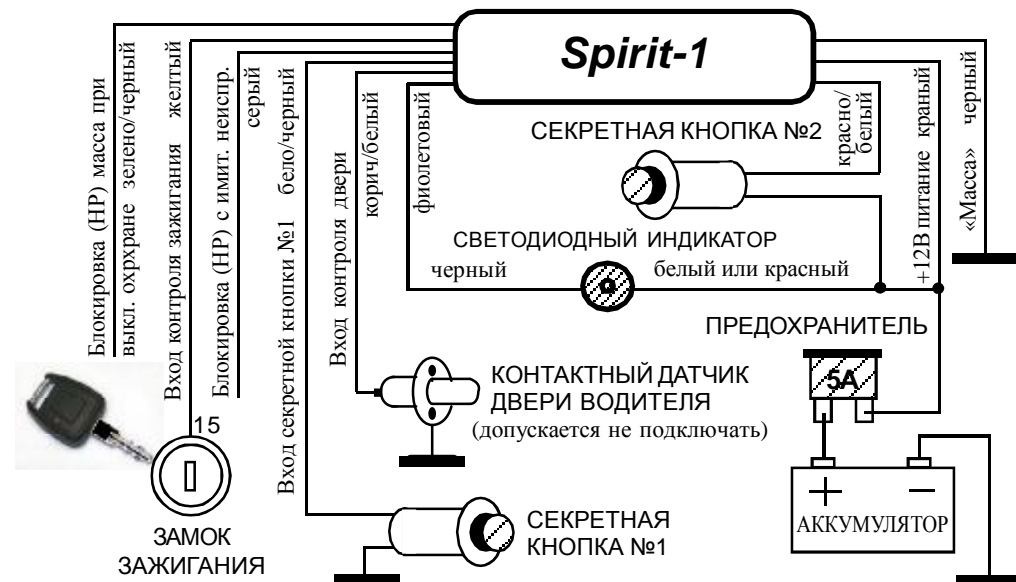 Spirit-1
Блокировка (НР) масса при
выкл. охрхране зелено/черный
Вход контроля зажигания желтый
Блокировка (НР) с имит. неиспр.
серый
Вход секретной кнопки №1 бело/черный
Вход контроля двери
корич/белый
фиолетовый
красно/
белый
+12В питание краный
«Масса» черный
СЕКРЕТНАЯ КНОПКА №2
СВЕТОДИОДНЫЙ ИНДИКАТОР
черный
белый или красный
ПРЕДОХРАНИТЕЛЬ
5А
КОНТАКТНЫЙ ДАТЧИК
ДВЕРИ ВОДИТЕЛЯ
(допускается не подключать)
15
ЗАМОК
ЗАЖИГАНИЯ
СЕКРЕТНАЯ
КНОПКА №1
+ −
АККУМУЛЯТОР